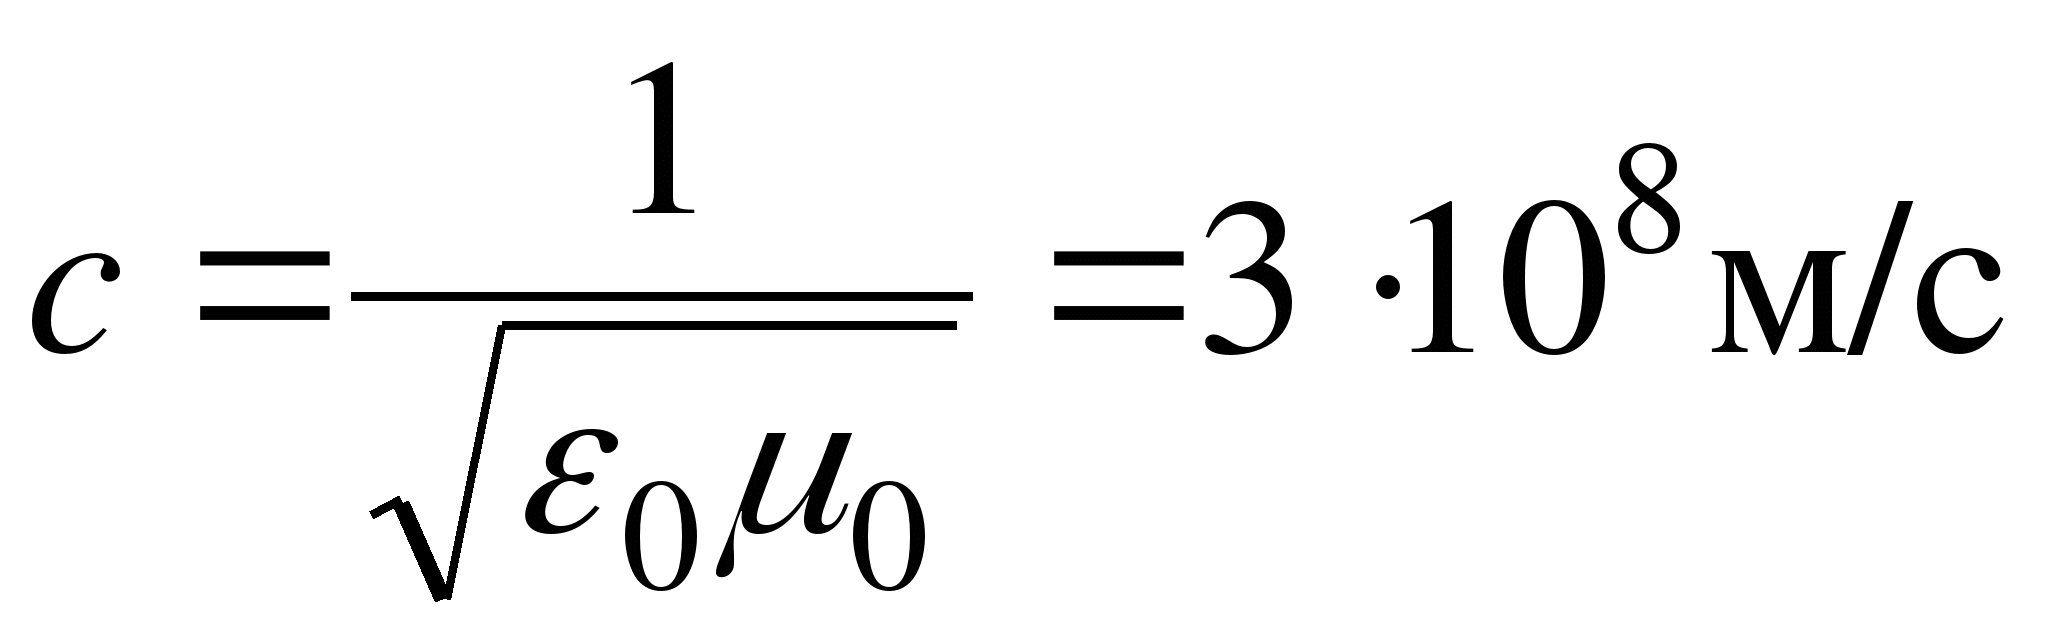 c = 1 / √(ε₀μ₀) = 3 · 10⁸ м/с